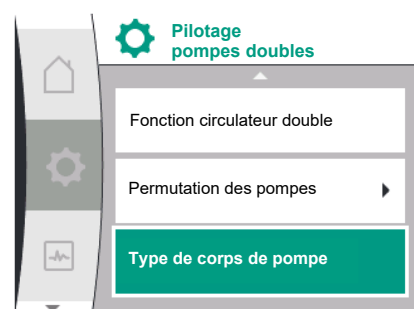 Pilotage
pompes doubles
Fonction circulateur double
Permutation des pompes
Type de corps de pompe